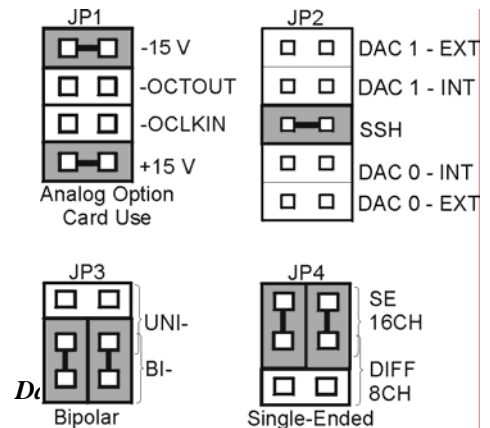 JP1
-15 V
-OCTOUT
-OCLKIN
+15 V
Analog Option
Card Use
JP2
DAC 1 - EXT
DAC 1 - INT
SSH
DAC 0 - INT
DAC 0 - EXT
JP3
UNI-
BI-
Bipolar
JP4
SE
16CH
DIFF
8CH
Single-Ended